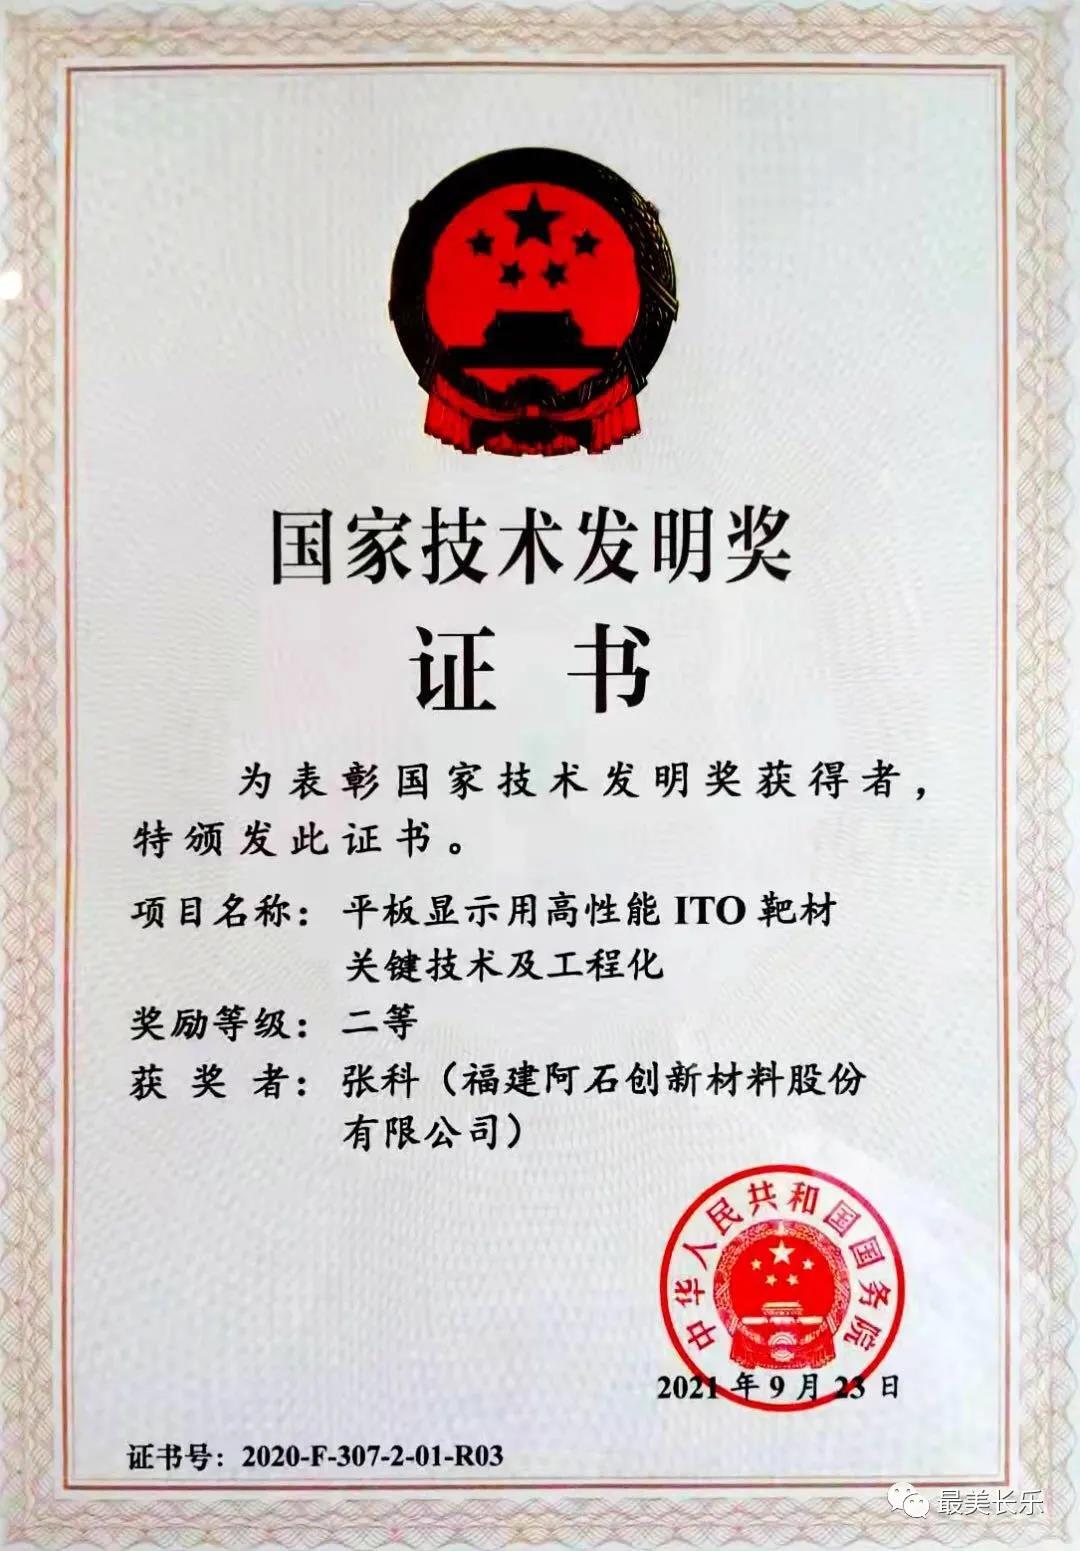 国家技术发明奖
证书
为表彰国家技术发明奖获得者，
特颁发此证书。
项目名称：平板显示用高性能ITO靶材
关键技术及工程化
奖励等级：二等
获奖者：张科（福建阿石创新材料股份
有限公司）
中华人民共和国国务院
2021年9月23日
证书号：2020-F-307-2-01-R03
最美长乐